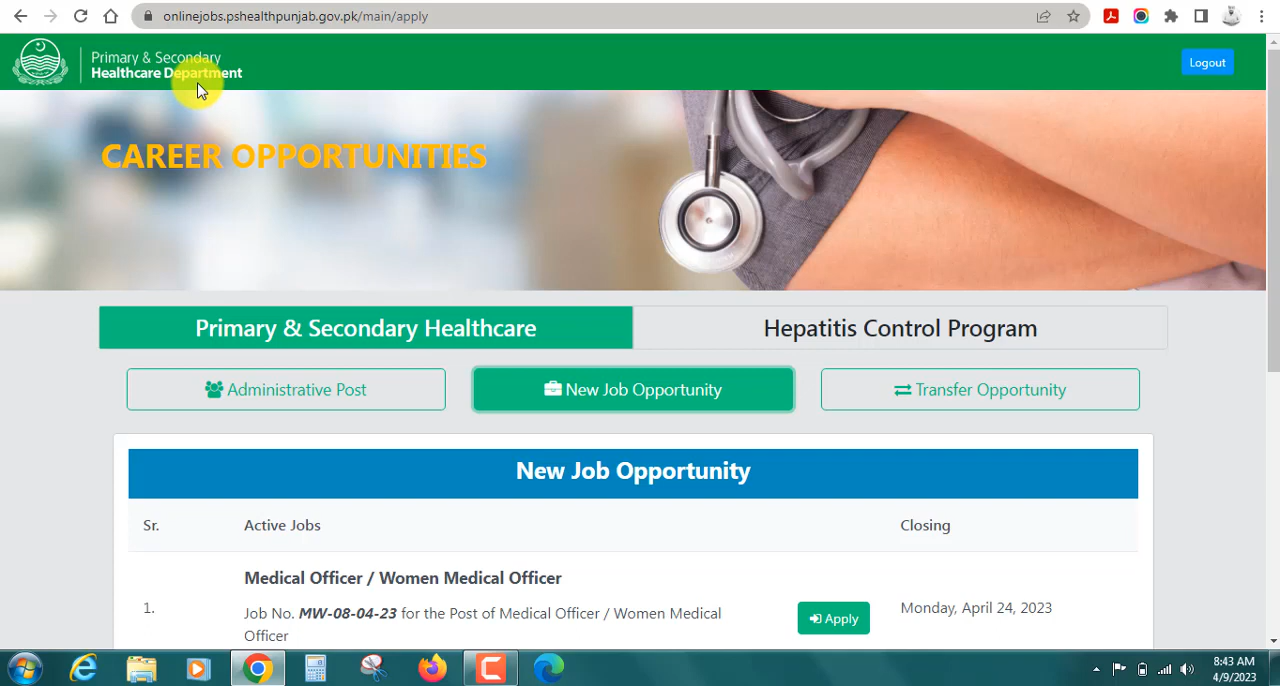 onlinejobs.pshealthpunjab.gov.pk/main/apply
Primary & Secondary
Healthcare Department
Logout
CAREER OPPORTUNITIES
Primary & Secondary Healthcare
Hepatitis Control Program
Administrative Post
New Job Opportunity
Transfer Opportunity
New Job Opportunity
Sr. Active Jobs Closing
Medical Officer / Women Medical Officer
1. Job No. MW-08-04-23 for the Post of Medical Officer / Women Medical
Officer
Apply
Monday, April 24, 2023
8:43 AM
4/9/2023